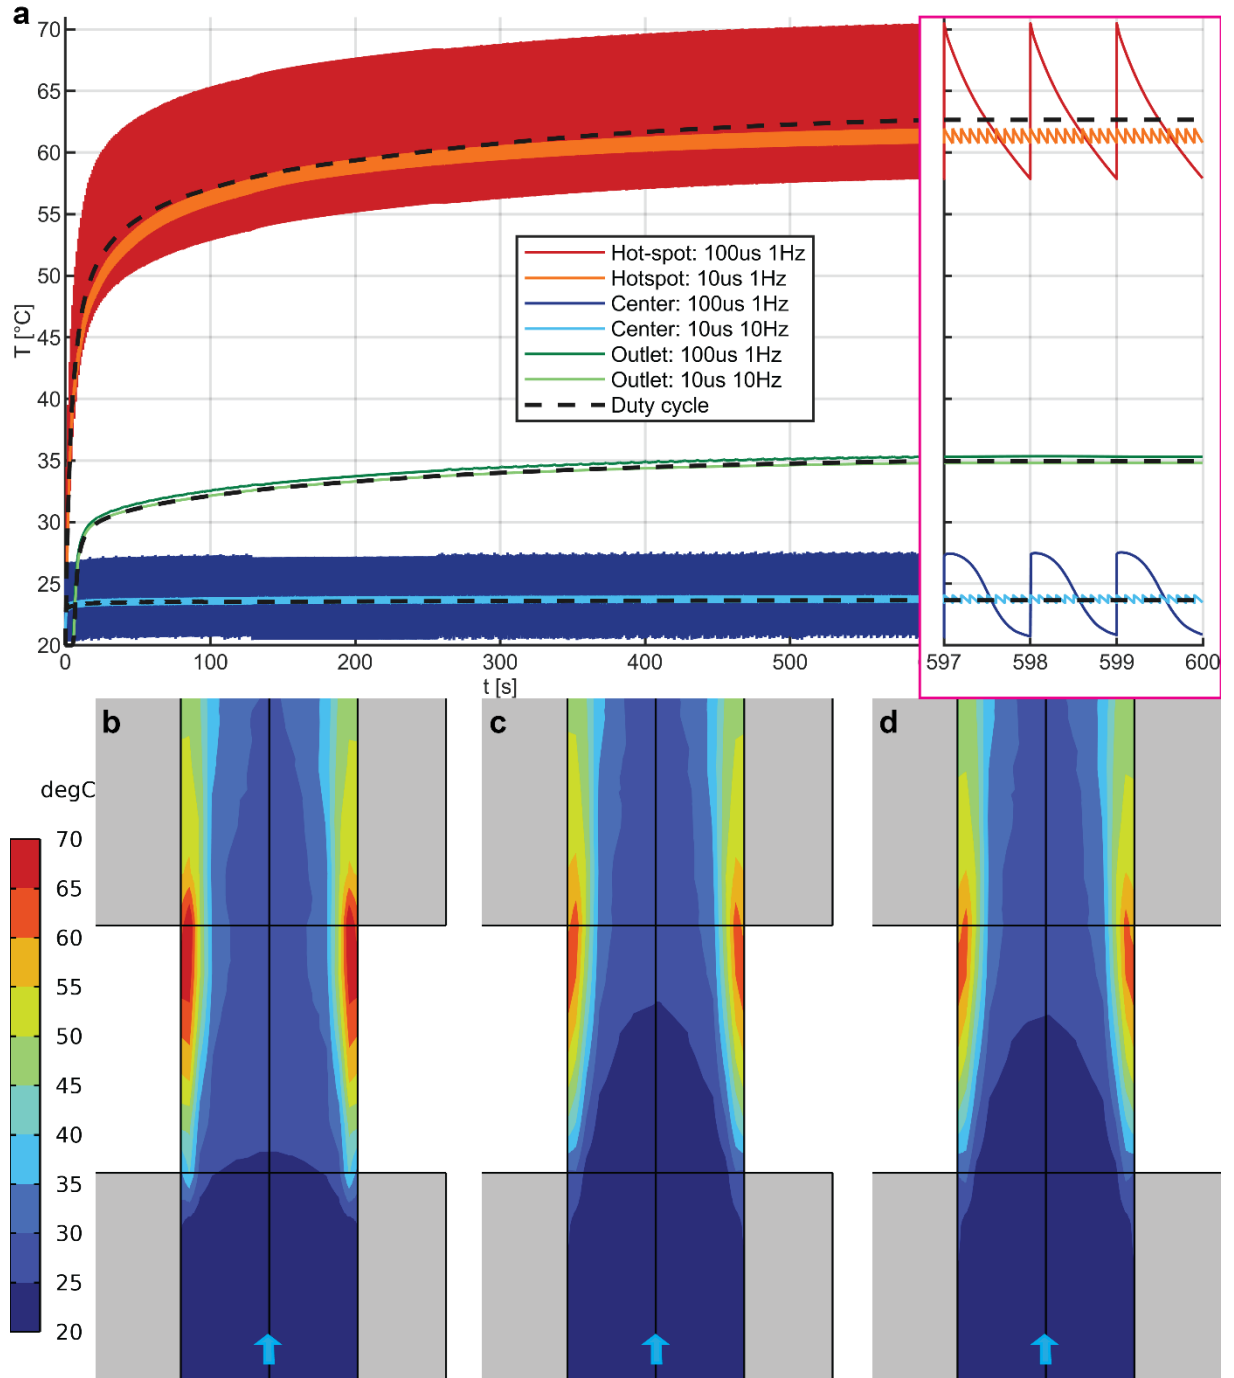 a
70
65
60
55
50
45
40
35
30
25
20
T [°C]
Hot-spot: 100us 1Hz
Hotspot: 10us 1Hz
Center: 100us 1Hz
Center: 10us 10Hz
Outlet: 100us 1Hz
Outlet: 10us 10Hz
Duty cycle
0 100 200 300 400 500
597 598 599 600
t [s]
b c d
degC
70
65
60
55
50
45
40
35
30
25
20